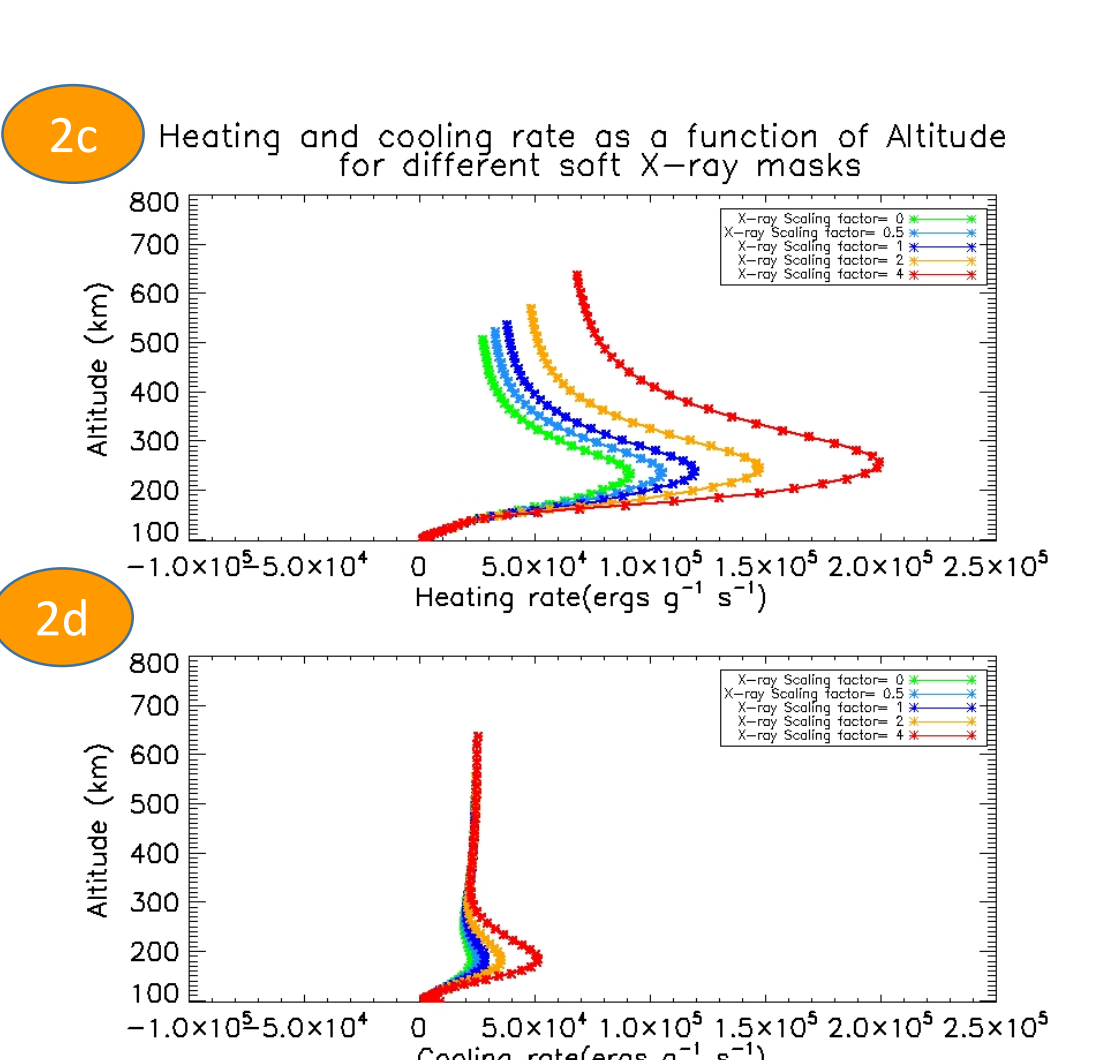 2c
Heating and cooling rate as a function of Altitude
for different soft X-ray masks
800
700
600
500
400
300
200
100
Altitude (km)
X-ray Scaling factor= 0
X-ray Scaling factor= 0.5
X-ray Scaling factor= 1
X-ray Scaling factor= 2
X-ray Scaling factor= 4
-1.0×10⁵ -5.0×10⁴ 0 5.0×10⁴ 1.0×10⁵ 1.5×10⁵ 2.0×10⁵ 2.5×10⁵
Heating rate(ergs g⁻¹ s⁻¹)
2d
800
700
600
500
400
300
200
100
Altitude (km)
X-ray Scaling factor= 0
X-ray Scaling factor= 0.5
X-ray Scaling factor= 1
X-ray Scaling factor= 2
X-ray Scaling factor= 4
-1.0×10⁵ -5.0×10⁴ 0 5.0×10⁴ 1.0×10⁵ 1.5×10⁵ 2.0×10⁵ 2.5×10⁵
Cooling rate(ergs g⁻¹ s⁻¹)